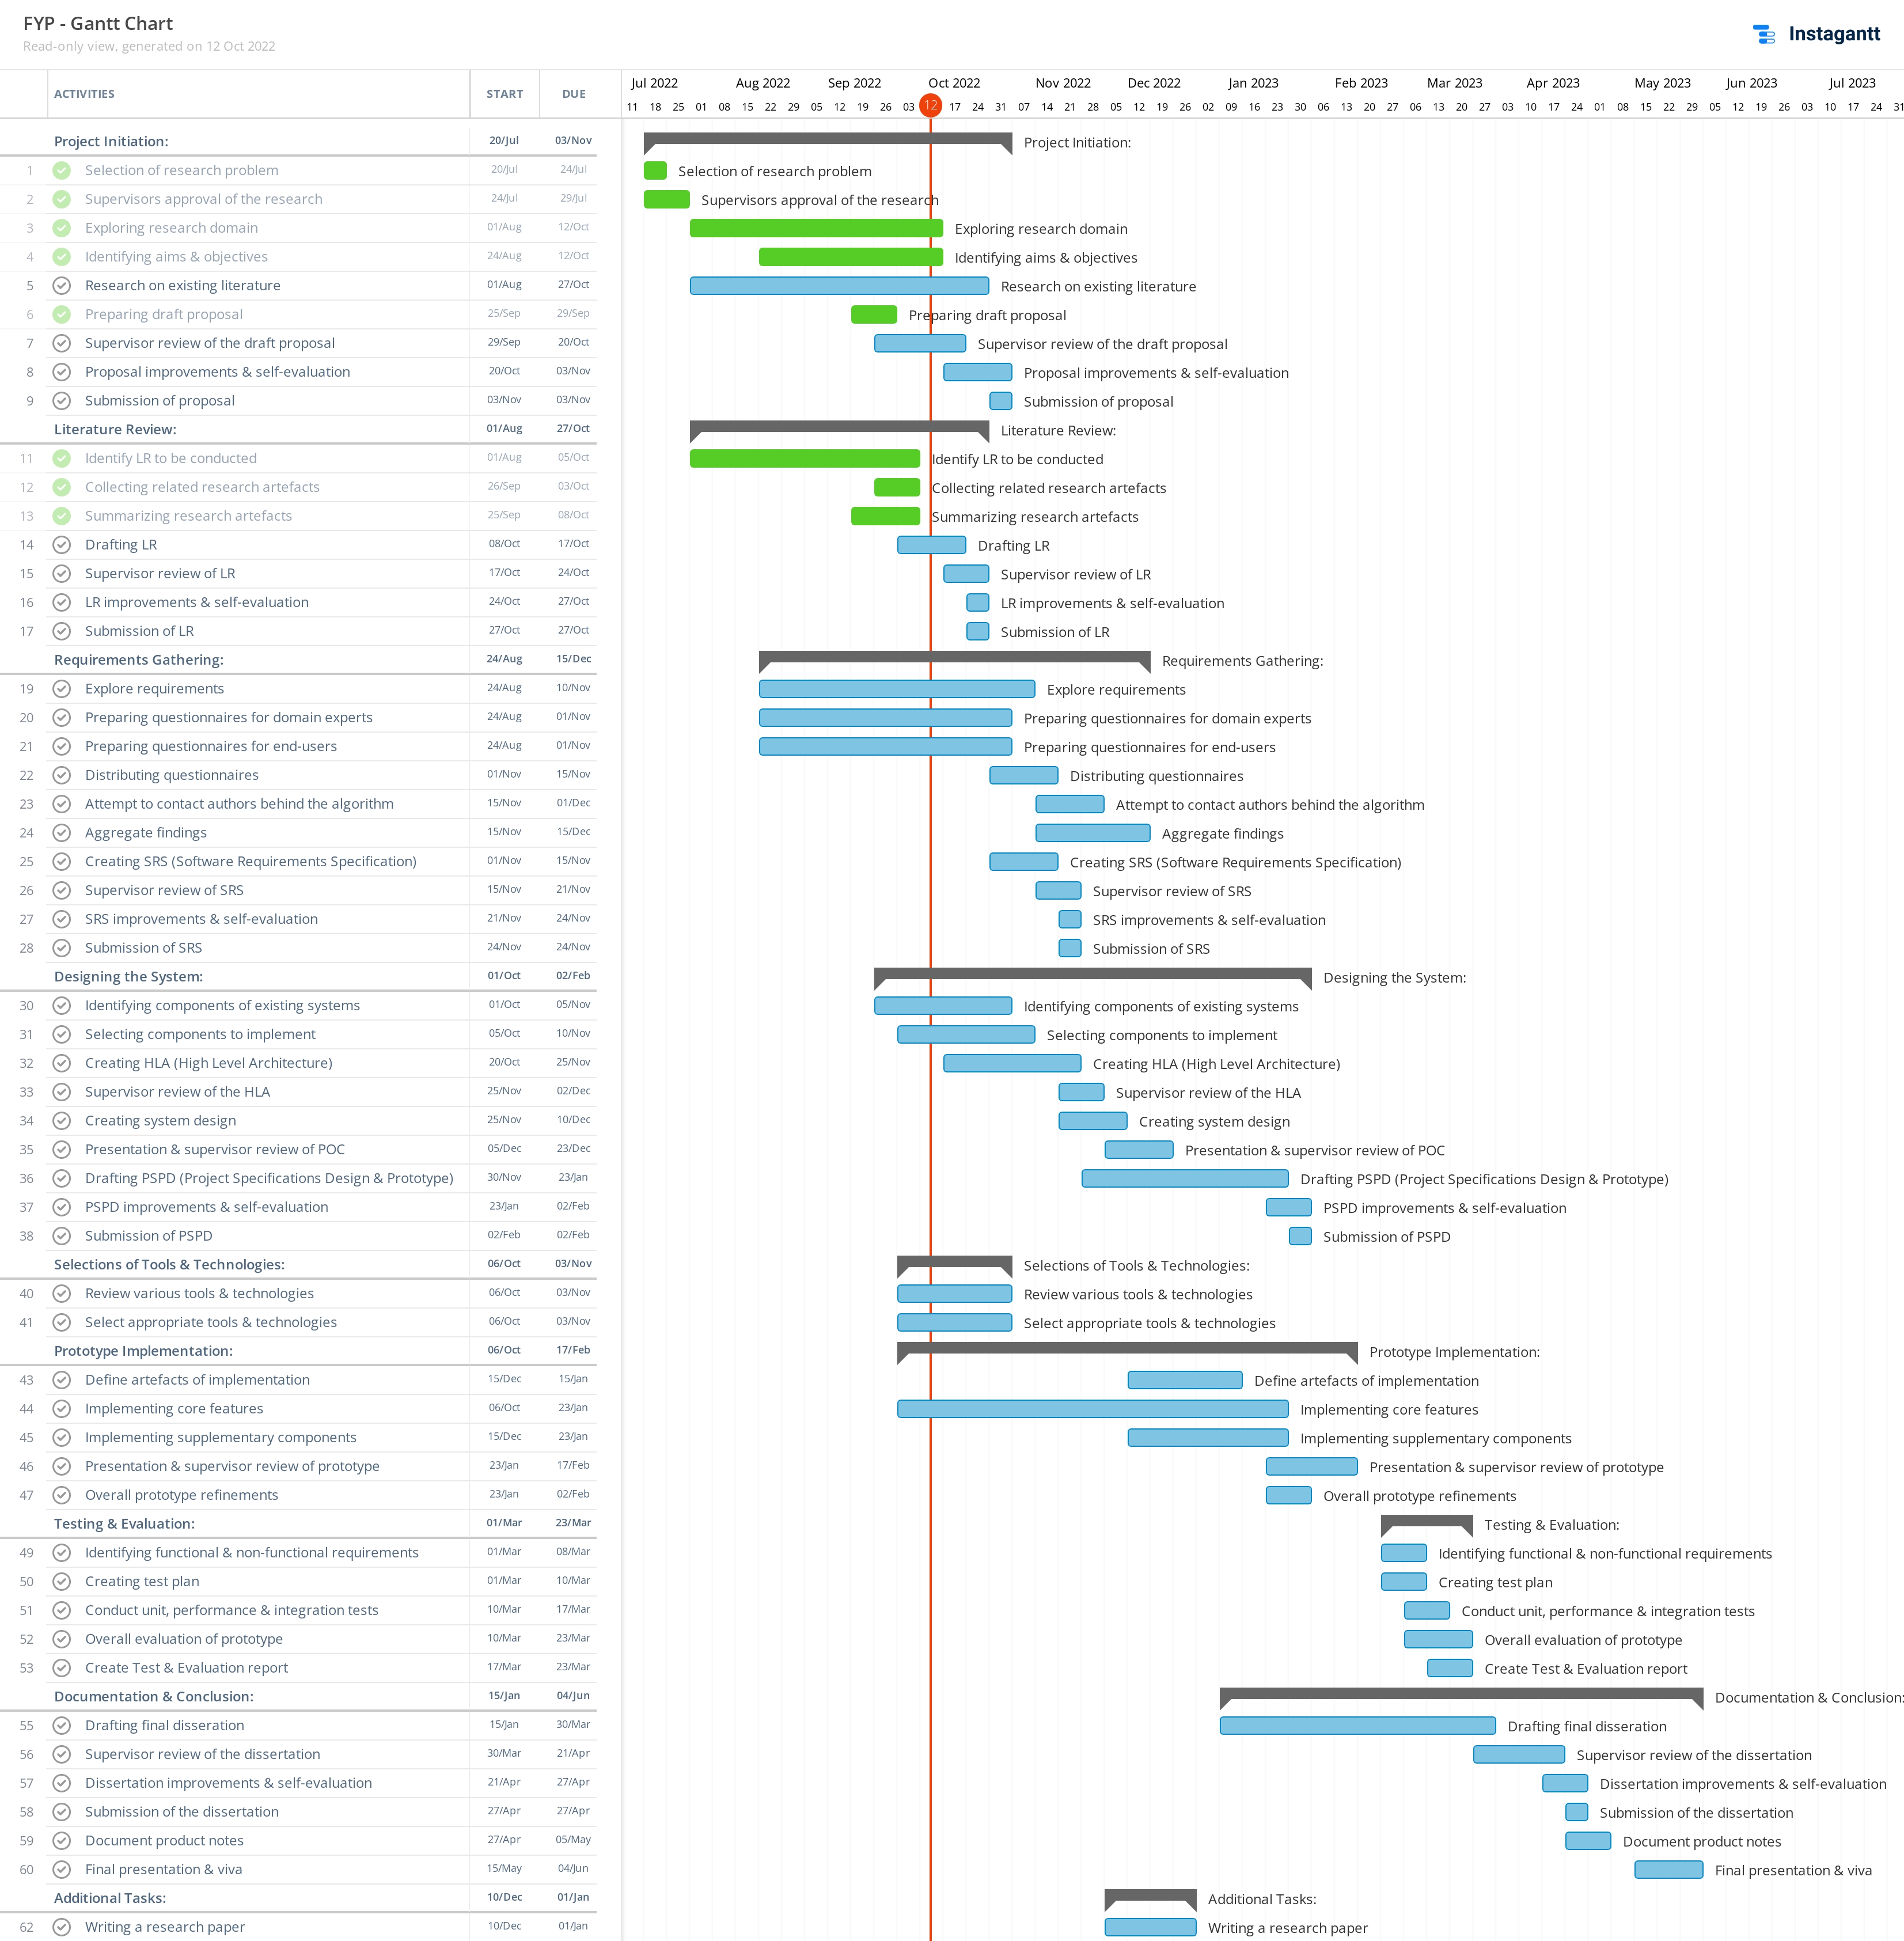 FYP - Gantt Chart
Read-only view, generated on 12 Oct 2022
Instagantt
ACTIVITIES START DUE
Jul 2022 Aug 2022 Sep 2022 Oct 2022 Nov 2022 Dec 2022 Jan 2023 Feb 2023 Mar 2023 Apr 2023 May 2023 Jun 2023 Jul 2023
11 18 25 01 08 15 22 29 05 12 19 26 03 12 17 24 31 07 14 21 28 05 12 19 26 02 09 16 23 30 06 13 20 27 06 13 20 27 03 10 17 24 01 08 15 22 29 05 12 19 26 03 10 17 24 31
Project Initiation: 20/Jul 03/Nov Project Initiation:
1 Selection of research problem 20/Jul 24/Jul Selection of research problem
2 Supervisors approval of the research 24/Jul 29/Jul Supervisors approval of the research
3 Exploring research domain 01/Aug 12/Oct Exploring research domain
4 Identifying aims & objectives 24/Aug 12/Oct Identifying aims & objectives
5 Research on existing literature 01/Aug 27/Oct Research on existing literature
6 Preparing draft proposal 25/Sep 29/Sep Preparing draft proposal
7 Supervisor review of the draft proposal 29/Sep 20/Oct Supervisor review of the draft proposal
8 Proposal improvements & self-evaluation 20/Oct 03/Nov Proposal improvements & self-evaluation
9 Submission of proposal 03/Nov 03/Nov Submission of proposal
Literature Review: 01/Aug 27/Oct Literature Review:
11 Identify LR to be conducted 01/Aug 05/Oct Identify LR to be conducted
12 Collecting related research artefacts 26/Sep 03/Oct Collecting related research artefacts
13 Summarizing research artefacts 25/Sep 08/Oct Summarizing research artefacts
14 Drafting LR 08/Oct 17/Oct Drafting LR
15 Supervisor review of LR 17/Oct 24/Oct Supervisor review of LR
16 LR improvements & self-evaluation 24/Oct 27/Oct LR improvements & self-evaluation
17 Submission of LR 27/Oct 27/Oct Submission of LR
Requirements Gathering: 24/Aug 15/Dec Requirements Gathering:
19 Explore requirements 24/Aug 10/Nov Explore requirements
20 Preparing questionnaires for domain experts 24/Aug 01/Nov Preparing questionnaires for domain experts
21 Preparing questionnaires for end-users 24/Aug 01/Nov Preparing questionnaires for end-users
22 Distributing questionnaires 01/Nov 15/Nov Distributing questionnaires
23 Attempt to contact authors behind the algorithm 15/Nov 01/Dec Attempt to contact authors behind the algorithm
24 Aggregate findings 15/Nov 15/Dec Aggregate findings
25 Creating SRS (Software Requirements Specification) 01/Nov 15/Nov Creating SRS (Software Requirements Specification)
26 Supervisor review of SRS 15/Nov 21/Nov Supervisor review of SRS
27 SRS improvements & self-evaluation 21/Nov 24/Nov SRS improvements & self-evaluation
28 Submission of SRS 24/Nov 24/Nov Submission of SRS
Designing the System: 01/Oct 02/Feb Designing the System:
30 Identifying components of existing systems 01/Oct 05/Nov Identifying components of existing systems
31 Selecting components to implement 05/Oct 10/Nov Selecting components to implement
32 Creating HLA (High Level Architecture) 20/Oct 25/Nov Creating HLA (High Level Architecture)
33 Supervisor review of the HLA 25/Nov 02/Dec Supervisor review of the HLA
34 Creating system design 25/Nov 10/Dec Creating system design
35 Presentation & supervisor review of POC 05/Dec 23/Dec Presentation & supervisor review of POC
36 Drafting PSPD (Project Specifications Design & Prototype) 30/Nov 23/Jan Drafting PSPD (Project Specifications Design & Prototype)
37 PSPD improvements & self-evaluation 23/Jan 02/Feb PSPD improvements & self-evaluation
38 Submission of PSPD 02/Feb 02/Feb Submission of PSPD
Selections of Tools & Technologies: 06/Oct 03/Nov Selections of Tools & Technologies:
40 Review various tools & technologies 06/Oct 03/Nov Review various tools & technologies
41 Select appropriate tools & technologies 06/Oct 03/Nov Select appropriate tools & technologies
Prototype Implementation: 06/Oct 17/Feb Prototype Implementation:
43 Define artefacts of implementation 15/Dec 15/Jan Define artefacts of implementation
44 Implementing core features 06/Oct 23/Jan Implementing core features
45 Implementing supplementary components 15/Dec 23/Jan Implementing supplementary components
46 Presentation & supervisor review of prototype 23/Jan 17/Feb Presentation & supervisor review of prototype
47 Overall prototype refinements 23/Jan 02/Feb Overall prototype refinements
Testing & Evaluation: 01/Mar 23/Mar Testing & Evaluation:
49 Identifying functional & non-functional requirements 01/Mar 08/Mar Identifying functional & non-functional requirements
50 Creating test plan 01/Mar 10/Mar Creating test plan
51 Conduct unit, performance & integration tests 10/Mar 17/Mar Conduct unit, performance & integration tests
52 Overall evaluation of prototype 10/Mar 23/Mar Overall evaluation of prototype
53 Create Test & Evaluation report 17/Mar 23/Mar Create Test & Evaluation report
Documentation & Conclusion: 15/Jan 04/Jun Documentation & Conclusion:
55 Drafting final disseration 15/Jan 30/Mar Drafting final disseration
56 Supervisor review of the dissertation 30/Mar 21/Apr Supervisor review of the dissertation
57 Dissertation improvements & self-evaluation 21/Apr 27/Apr Dissertation improvements & self-evaluation
58 Submission of the dissertation 27/Apr 27/Apr Submission of the dissertation
59 Document product notes 27/Apr 05/May Document product notes
60 Final presentation & viva 15/May 04/Jun Final presentation & viva
Additional Tasks: 10/Dec 01/Jan Additional Tasks:
62 Writing a research paper 10/Dec 01/Jan Writing a research paper